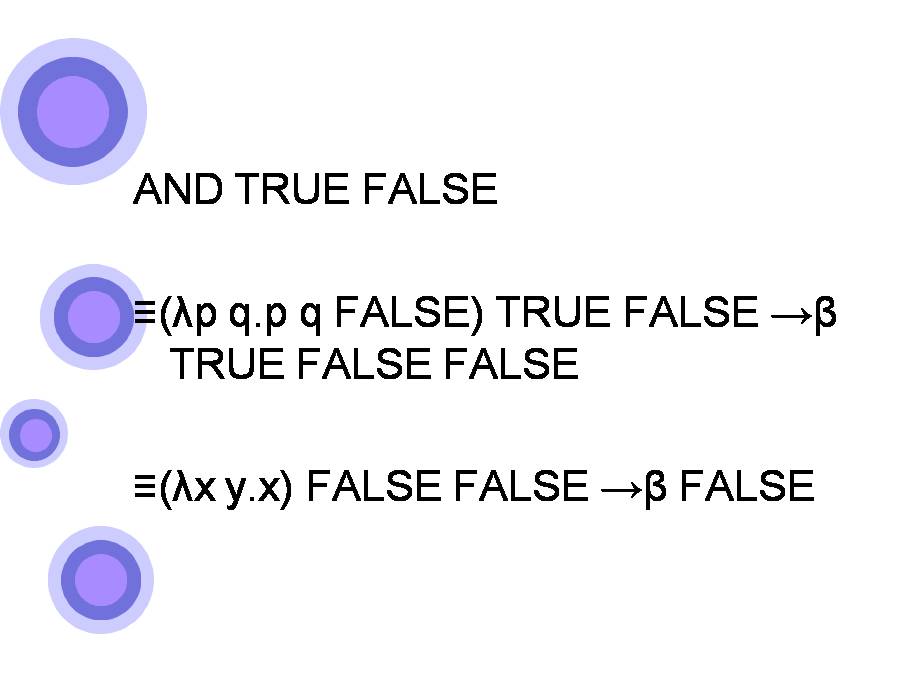 AND TRUE FALSE
≡(λp q.p q FALSE) TRUE FALSE →β
TRUE FALSE FALSE
≡(λx y.x) FALSE FALSE →β FALSE